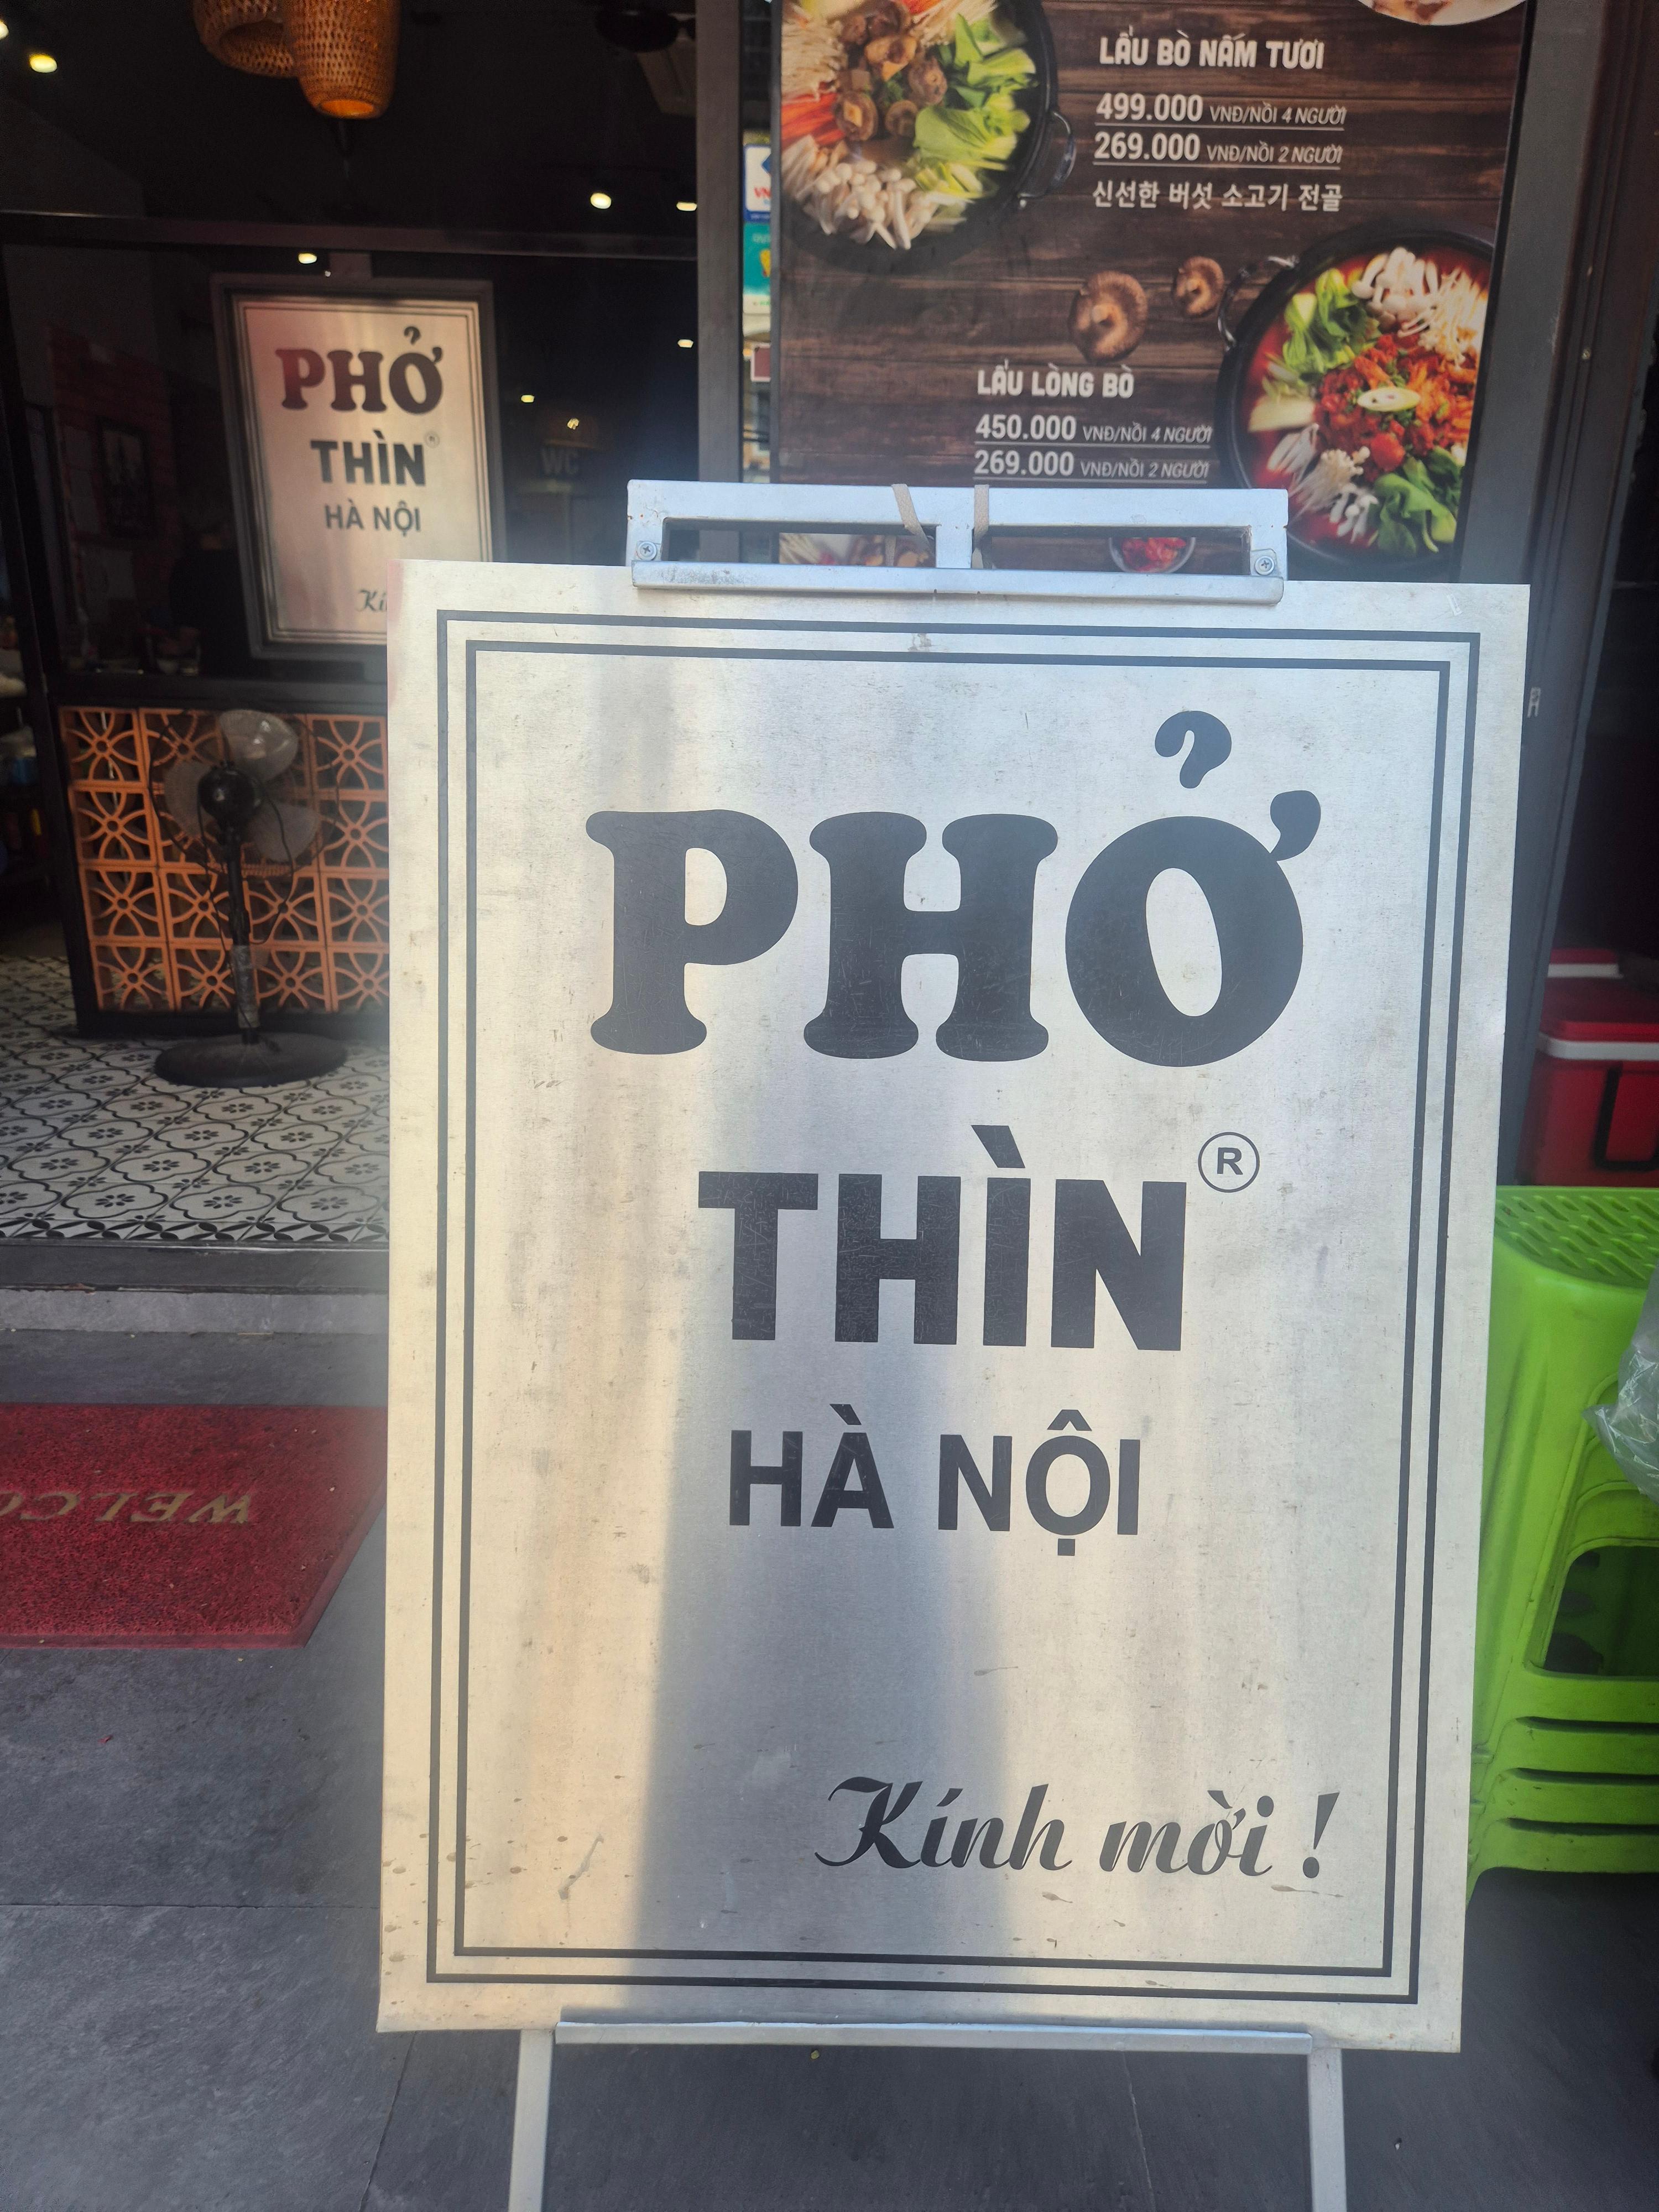 LẨU BÒ NẤM TƯƠI
499.000 VNĐ/NỒI 4 NGƯỜI
269.000 VNĐ/NỒI 2 NGƯỜI
신선한 버섯 소고기 전골
LẨU LÒNG BÒ
450.000 VNĐ/NỒI 4 NGƯỜI
269.000 VNĐ/NỒI 2 NGƯỜI
PHỞ
THÌN®
HÀ NỘI
WC
PHỞ
THÌN®
HÀ NỘI
Kính mời !